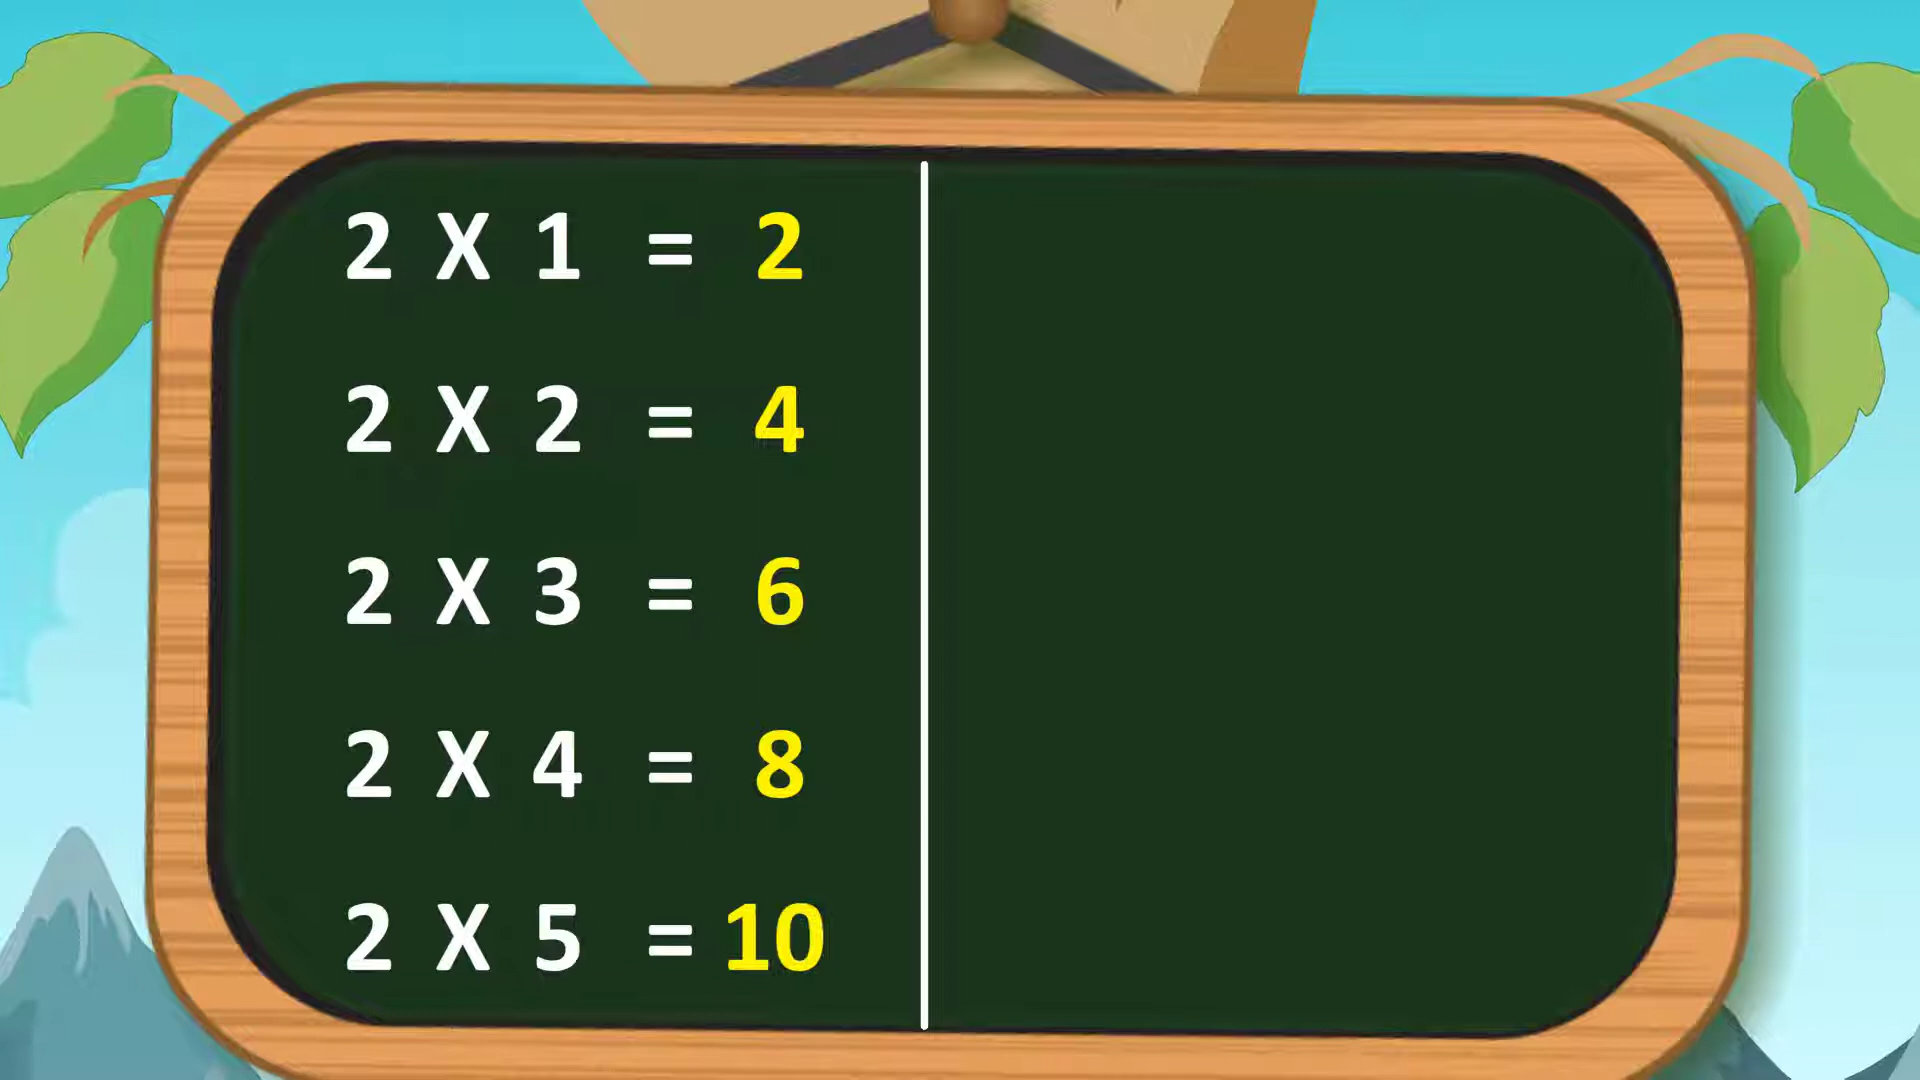 2 X 1 = 2
2 X 2 = 4
2 X 3 = 6
2 X 4 = 8
2 X 5 = 10